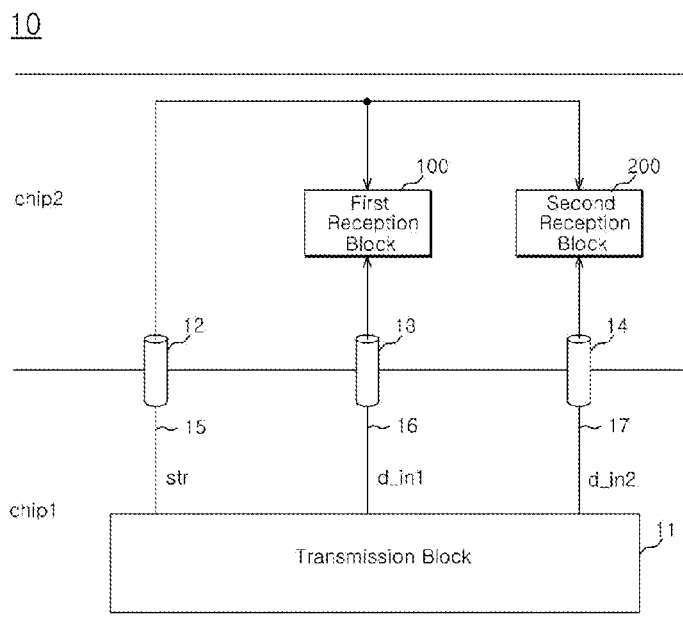 10
100
200
chip2
First
Reception
Block
Second
Reception
Block
12
13
14
15
16
17
str
d_in1
d_in2
chip1
11
Transmission Block